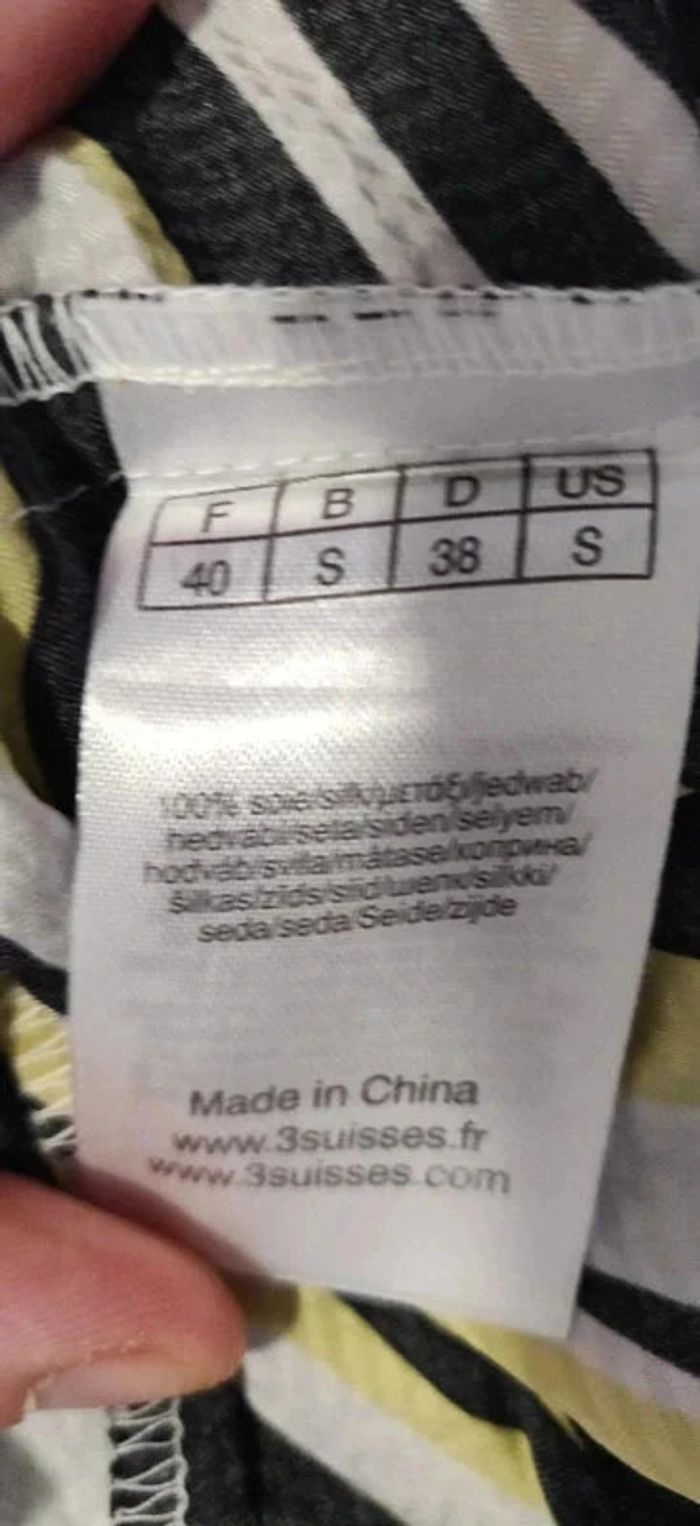 F B D US
40 S 38 S
100% soie/silk/μετάξι/jedwab/
hedvábí/seta/siden/selyem/
hodváb/svila/mătase/коприна/
šilkas/zīds/siid/шелк/silkki/
seda/seda/Seide/zijde
Made in China
www.3suisses.fr
www.3suisses.com